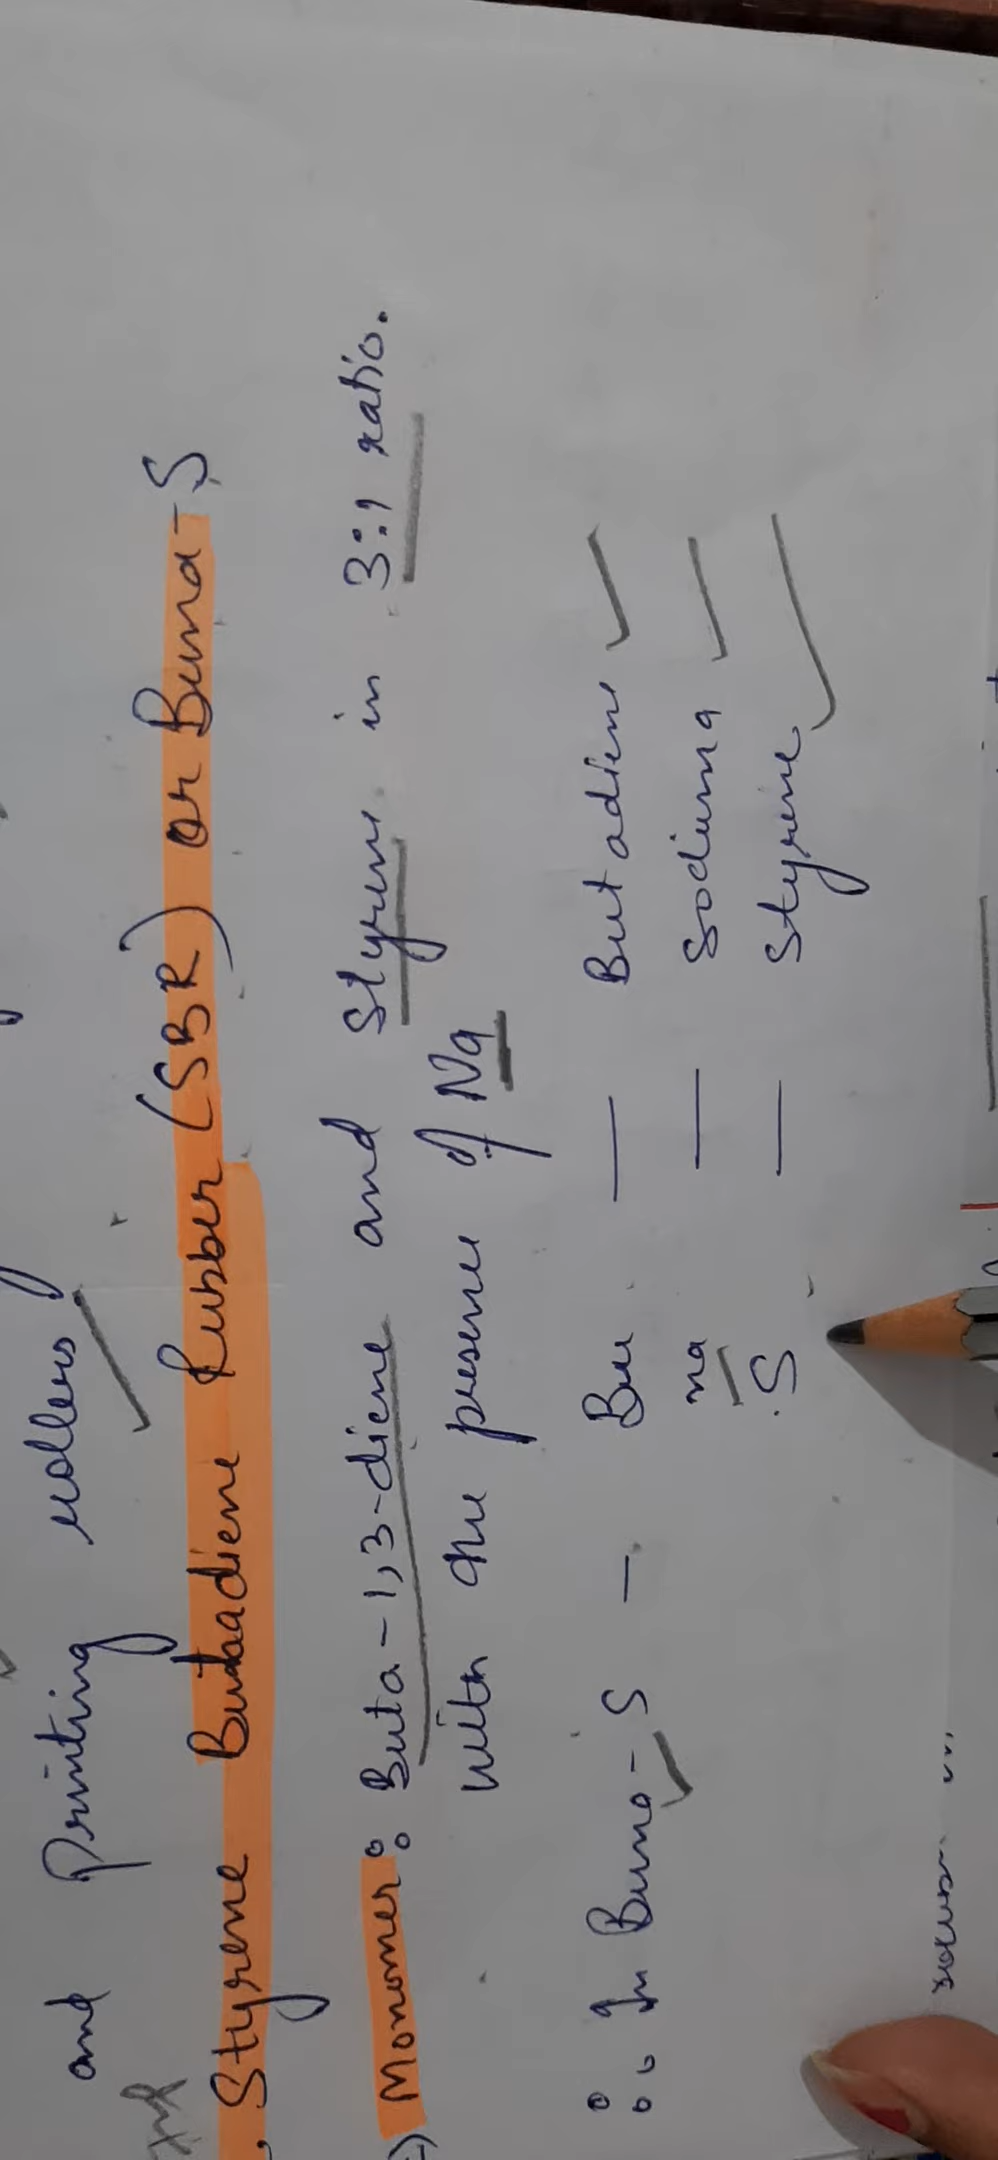 and printing rollers
Styrene Butadiene Rubber (SBR) or Buna-S
Monomer: Buta-1,3-diene and Styrene in 3:1 ratio.
with the presence of Na
∴ In Buna-S — Bu — Butadiene
na — Sodium
S — Styrene